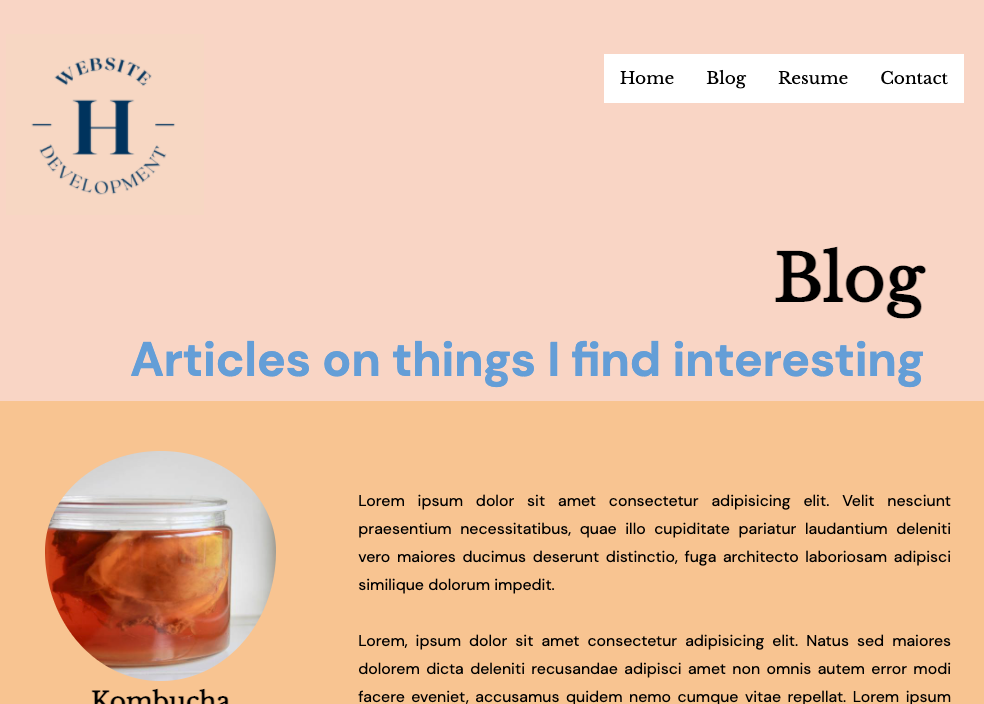 WEBSITE
H
DEVELOPMENT
Home Blog Resume Contact
Blog
Articles on things I find interesting
Lorem ipsum dolor sit amet consectetur adipisicing elit. Velit nesciunt
praesentium necessitatibus, quae illo cupiditate pariatur laudantium deleniti
vero maiores ducimus deserunt distinctio, fuga architecto laboriosam adipisci
similique dolorum impedit.
Lorem, ipsum dolor sit amet consectetur adipisicing elit. Natus sed maiores
dolorem dicta deleniti recusandae adipisci amet non omnis autem error modi
facere eveniet, accusamus quidem nemo cumque vitae repellat. Lorem ipsum
Kombucha